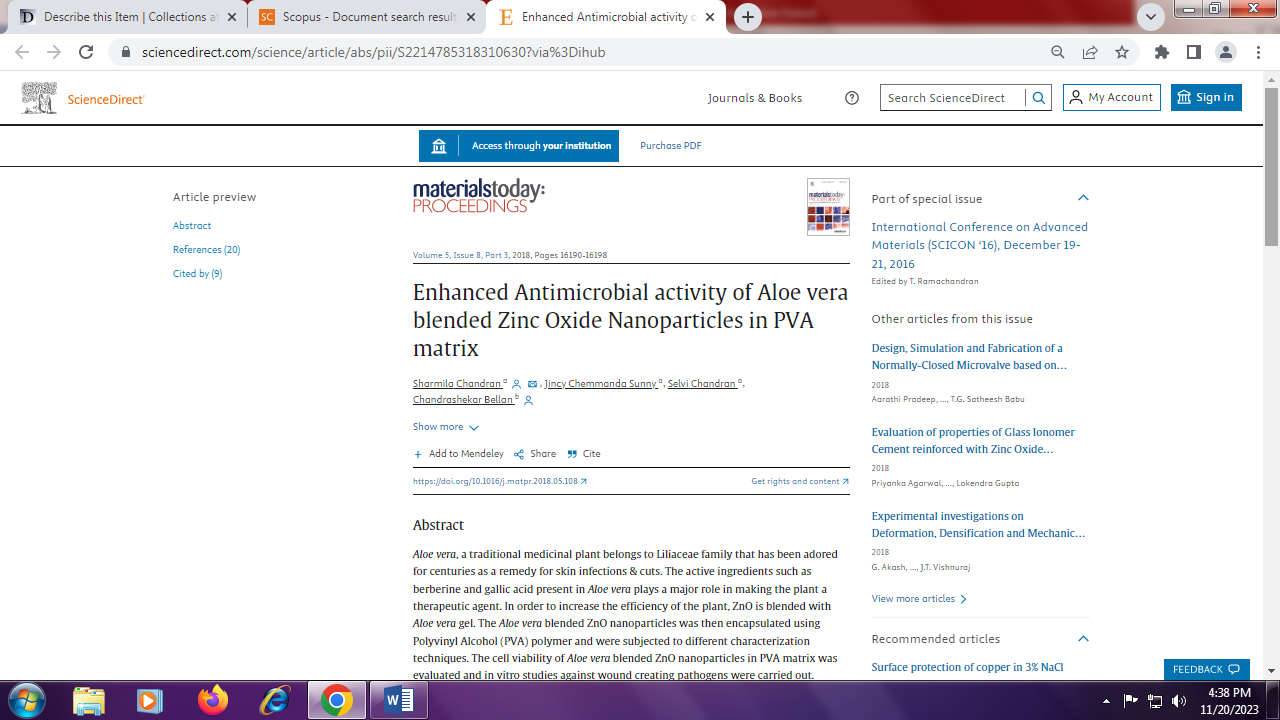 Describe this Item | Collections at
Scopus - Document search result
Enhanced Antimicrobial activity o
sciencedirect.com/science/article/abs/pii/S2214785318310630?via%3Dihub
ScienceDirect
Journals & Books
Search ScienceDirect
My Account
Sign in
Access through your institution
Purchase PDF
Article preview
Abstract
References (20)
Cited by (9)
materialstoday:
PROCEEDINGS
Volume 5, Issue 8, Part 3, 2018, Pages 16190-16198
Enhanced Antimicrobial activity of Aloe vera
blended Zinc Oxide Nanoparticles in PVA
matrix
Sharmila Chandran a , Jincy Chemmanda Sunny a, Selvi Chandran a,
Chandrashekar Bellan b
Show more
+ Add to Mendeley Share Cite
https://doi.org/10.1016/j.matpr.2018.05.108
Get rights and content
Abstract
Aloe vera, a traditional medicinal plant belongs to Liliaceae family that has been adored
for centuries as a remedy for skin infections & cuts. The active ingredients such as
berberine and gallic acid present in Aloe vera plays a major role in making the plant a
therapeutic agent. In order to increase the efficiency of the plant, ZnO is blended with
Aloe vera gel. The Aloe vera blended ZnO nanoparticles was then encapsulated using
Polyvinyl Alcohol (PVA) polymer and were subjected to different characterization
techniques. The cell viability of Aloe vera blended ZnO nanoparticles in PVA matrix was
evaluated and in vitro studies against wound creating pathogens were carried out.
Part of special issue
International Conference on Advanced
Materials (SCICON ‘16), December 19-
21, 2016
Edited by T. Ramachandran
Other articles from this issue
Design, Simulation and Fabrication of a
Normally-Closed Microvalve based on…
2018
Aarathi Pradeep, …, T.G. Satheesh Babu
Evaluation of properties of Glass Ionomer
Cement reinforced with Zinc Oxide…
2018
Priyanka Agarwal, …, Lokendra Gupta
Experimental investigations on
Deformation, Densification and Mechanic…
2018
G. Akash, …, J.T. Vishnuraj
View more articles
Recommended articles
Surface protection of copper in 3% NaCl
FEEDBACK
4:38 PM
11/20/2023